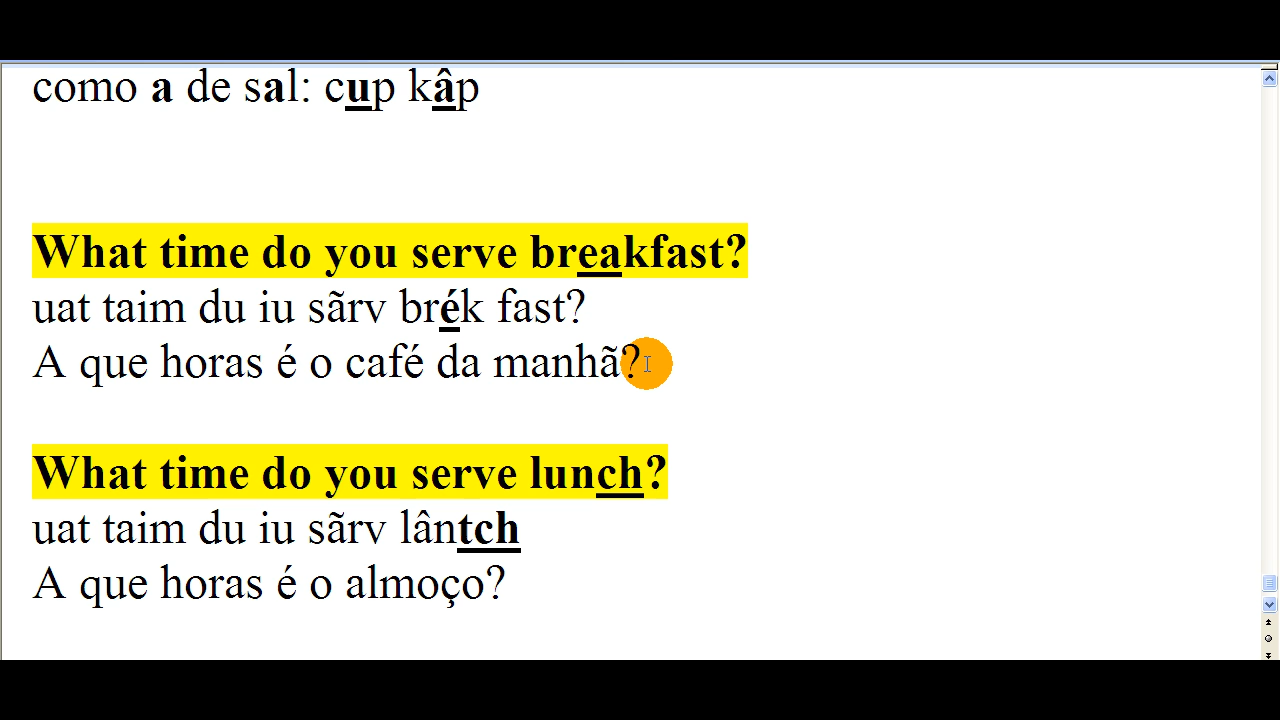 como a de sal: cup kâp
What time do you serve breakfast?
uat taim du iu sãrv brék fast?
A que horas é o café da manhã?
What time do you serve lunch?
uat taim du iu sãrv lântch
A que horas é o almoço?